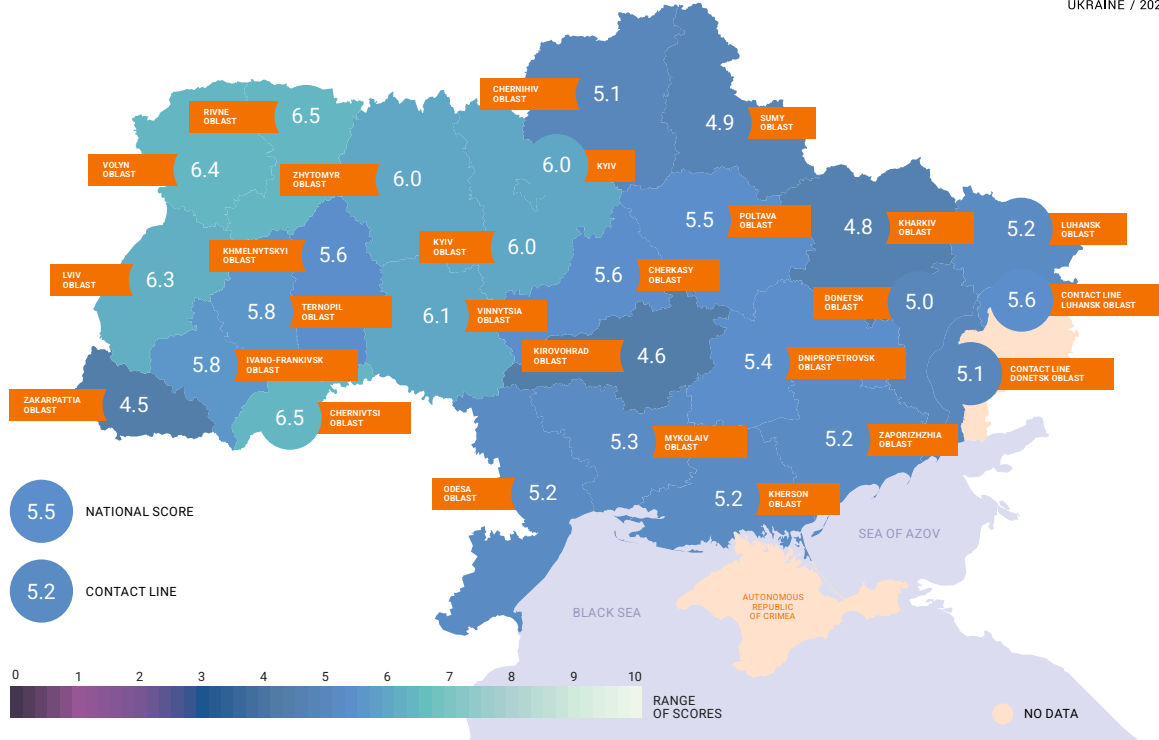 UKRAINE / 202
CHERNIHIV
OBLAST
5.1
4.9
SUMY
OBLAST
RIVNE
OBLAST
6.5
VOLYN
OBLAST
6.4
ZHYTOMYR
OBLAST
6.0
6.0
KYIV
5.5
POLTAVA
OBLAST
4.8
KHARKIV
OBLAST
5.2
LUHANSK
OBLAST
KHMELNYTSKYI
OBLAST
5.6
KYIV
OBLAST
6.0
LVIV
OBLAST
6.3
5.6
CHERKASY
OBLAST
DONETSK
OBLAST
5.0
5.6
CONTACT LINE
LUHANSK OBLAST
5.8
TERNOPIL
OBLAST
6.1
VINNYTSIA
OBLAST
KIROVOHRAD
OBLAST
4.6
5.4
DNIPROPETROVSK
OBLAST
5.8
IVANO-FRANKIVSK
OBLAST
5.1
CONTACT LINE
DONETSK OBLAST
ZAKARPATTIA
OBLAST
4.5
6.5
CHERNIVTSI
OBLAST
5.3
MYKOLAIV
OBLAST
5.2
ZAPORIZHZHIA
OBLAST
ODESA
OBLAST
5.2
5.2
KHERSON
OBLAST
5.5
NATIONAL SCORE
SEA OF AZOV
5.2
CONTACT LINE
BLACK SEA
AUTONOMOUS
REPUBLIC
OF CRIMEA
0 1 2 3 4 5 6 7 8 9 10
RANGE
OF SCORES
NO DATA